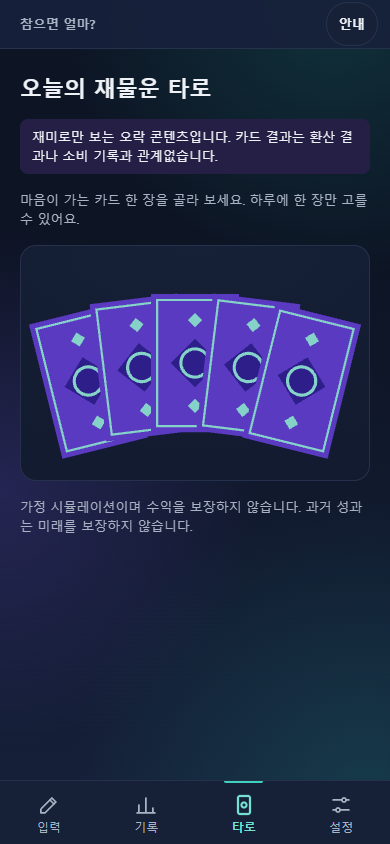 참으면 얼마?
안내
오늘의 재물운 타로
재미로만 보는 오락 콘텐츠입니다. 카드 결과는 환산 결
과나 소비 기록과 관계없습니다.
마음이 가는 카드 한 장을 골라 보세요. 하루에 한 장만 고를
수 있어요.
가정 시뮬레이션이며 수익을 보장하지 않습니다. 과거 성과
는 미래를 보장하지 않습니다.
입력
기록
타로
설정